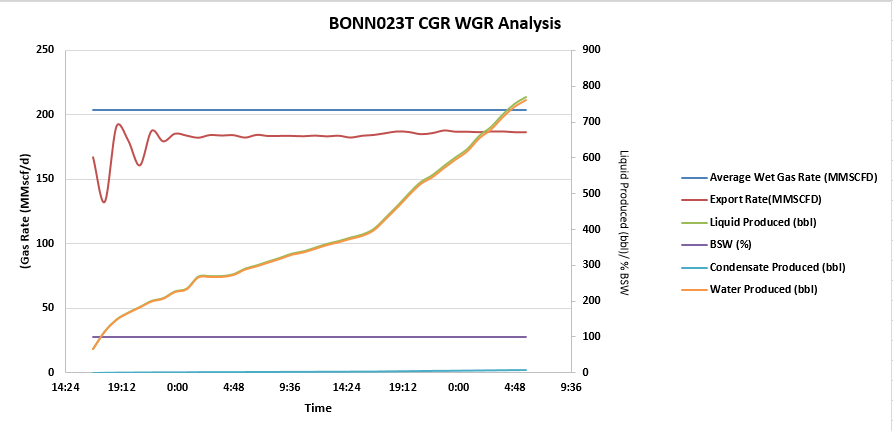 BONN023T CGR WGR Analysis
250
200
150
100
50
0
(Gas Rate (MMscf/d)
900
800
700
600
500
400
300
200
100
0
Liquid Produced (bbl)/ % BSW
14:24 19:12 0:00 4:48 9:36 14:24 19:12 0:00 4:48 9:36
Time
Average Wet Gas Rate (MMSCFD)
Export Rate(MMSCFD)
Liquid Produced (bbl)
BSW (%)
Condensate Produced (bbl)
Water Produced (bbl)